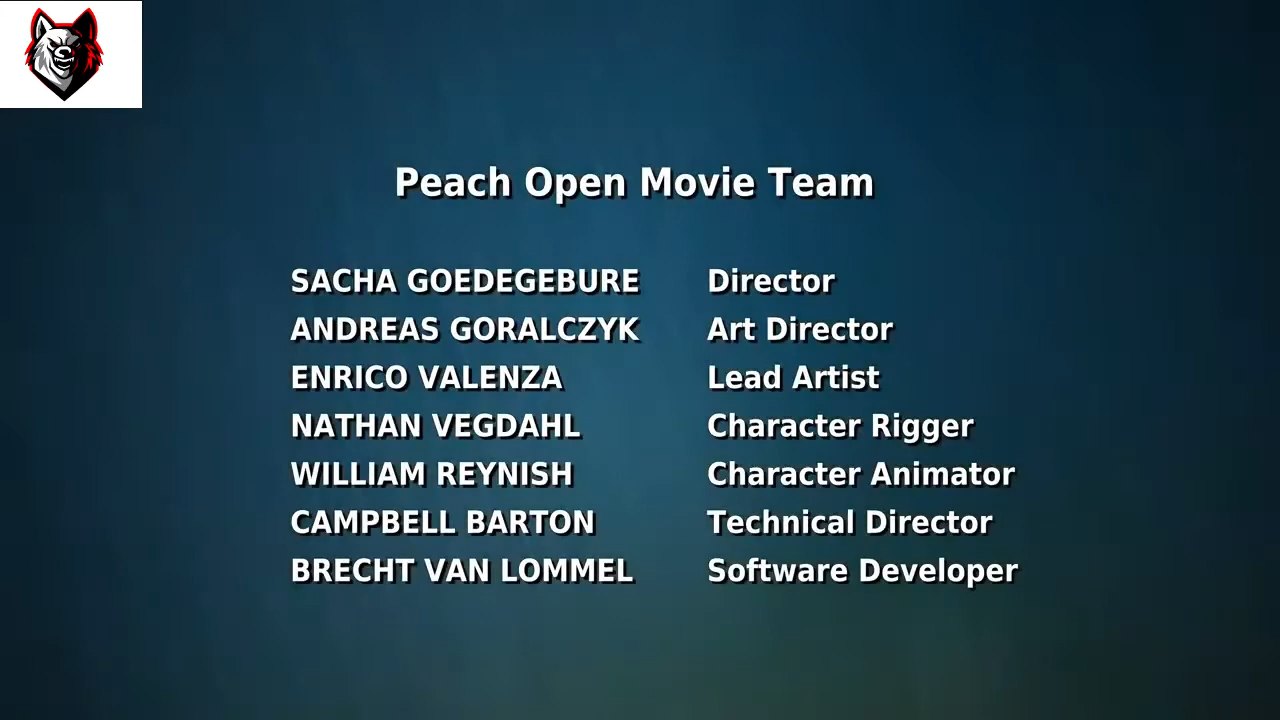 Peach Open Movie Team
SACHA GOEDEGEBURE Director
ANDREAS GORALCZYK Art Director
ENRICO VALENZA Lead Artist
NATHAN VEGDAHL Character Rigger
WILLIAM REYNISH Character Animator
CAMPBELL BARTON Technical Director
BRECHT VAN LOMMEL Software Developer